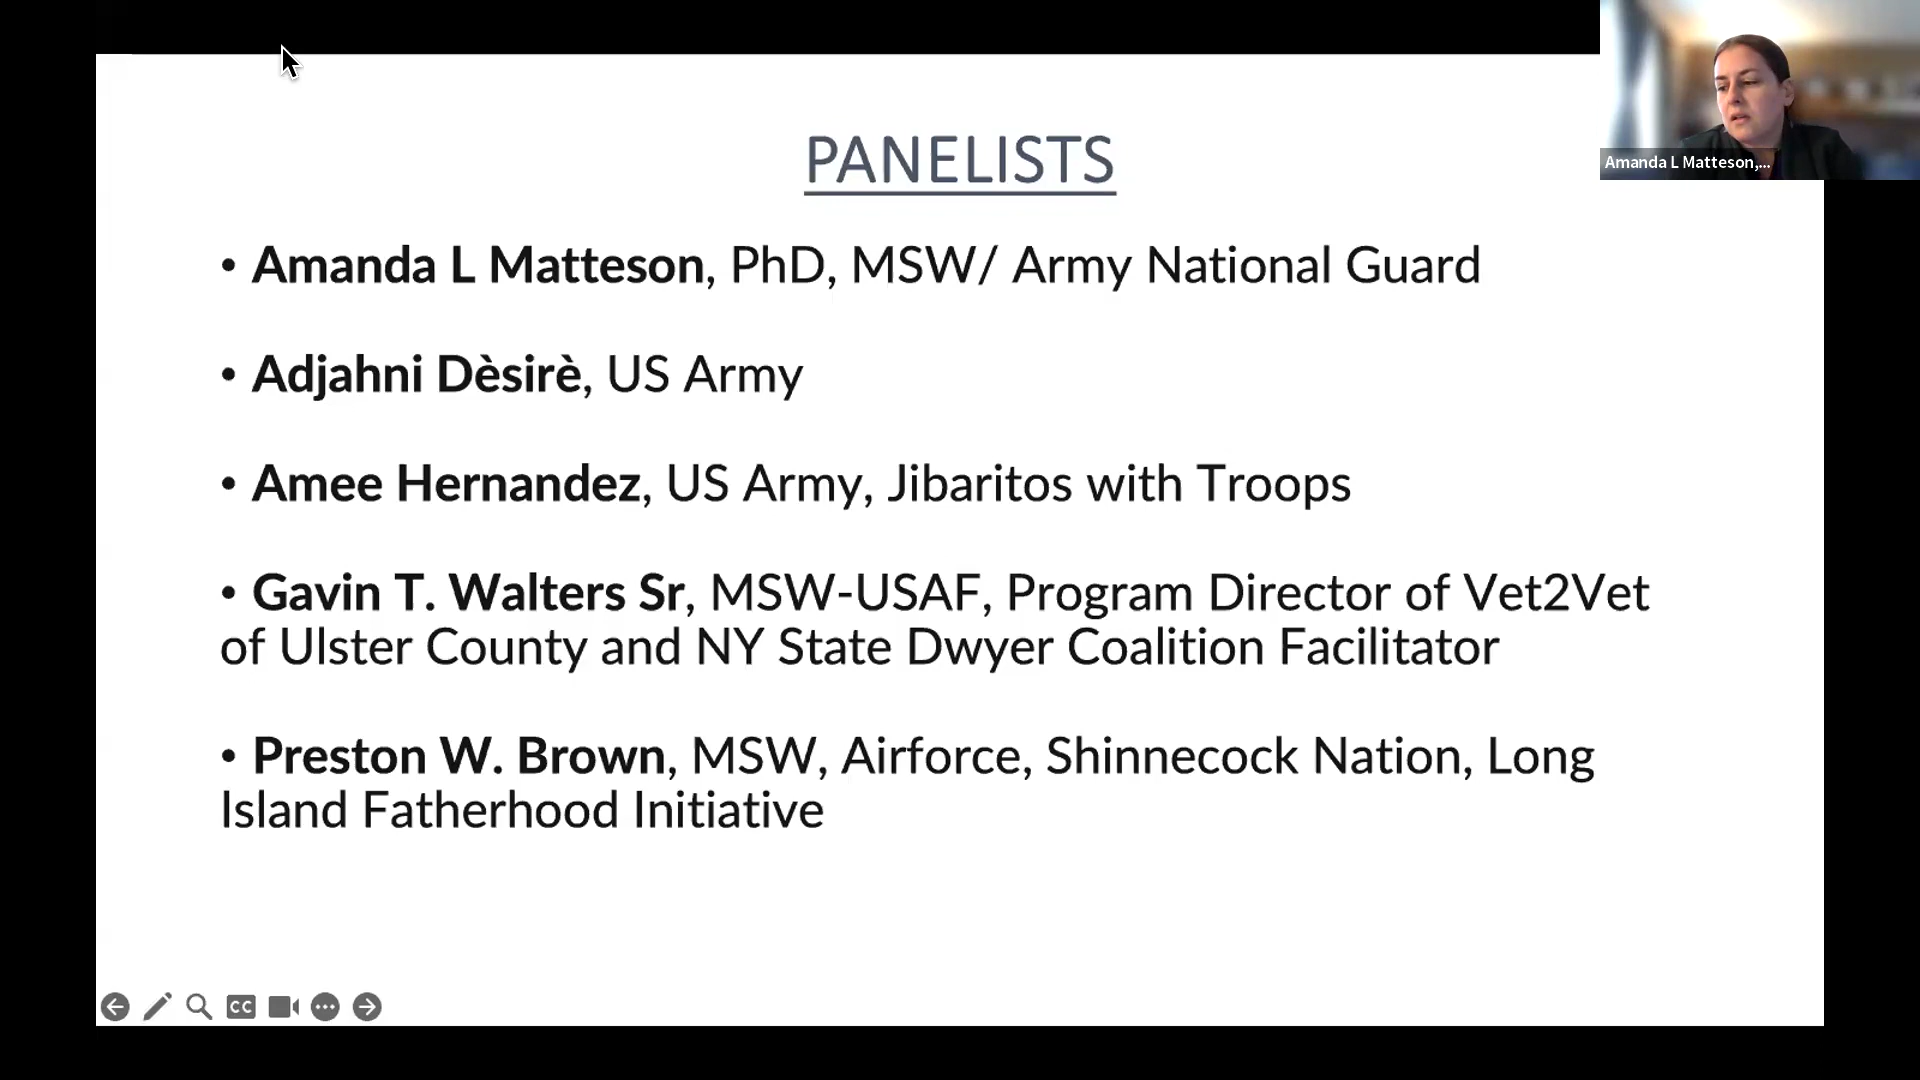 Amanda L Matteson,...
PANELISTS
• Amanda L Matteson, PhD, MSW/ Army National Guard
• Adjahni Dèsirè, US Army
• Amee Hernandez, US Army, Jibaritos with Troops
• Gavin T. Walters Sr, MSW-USAF, Program Director of Vet2Vet
of Ulster County and NY State Dwyer Coalition Facilitator
• Preston W. Brown, MSW, Airforce, Shinnecock Nation, Long
Island Fatherhood Initiative
CC